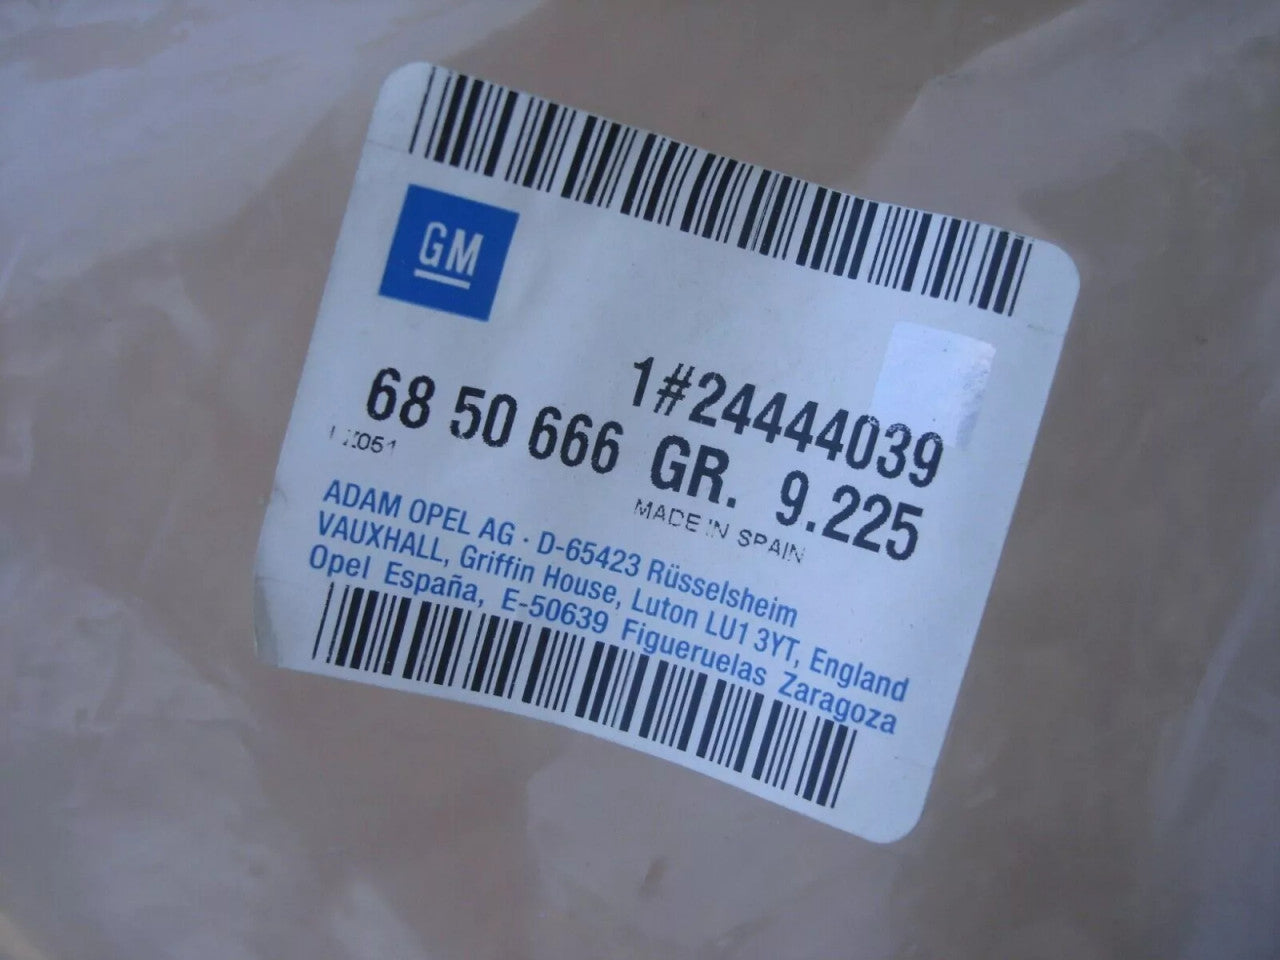 GM
1#24444039
68 50 666 GR. 9.225
MADE IN SPAIN
ADAM OPEL AG · D-65423 Rüsselsheim
VAUXHALL, Griffin House, Luton LU1 3YT, England
Opel España, E-50639 Figueruelas Zaragoza